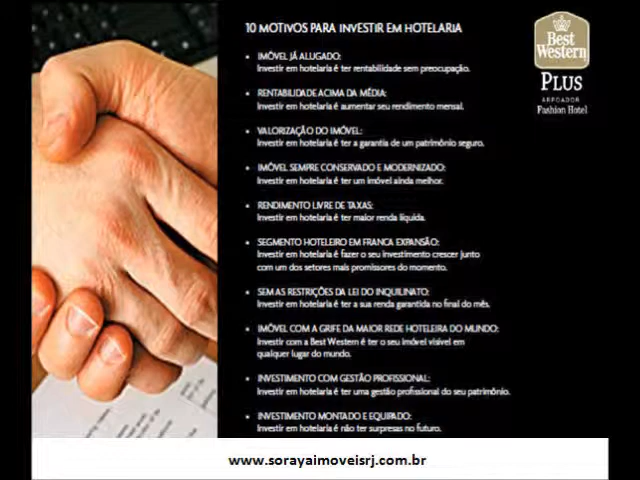 10 MOTIVOS PARA INVESTIR EM HOTELARIA
• IMÓVEL JÁ ALUGADO:
Investir em hotelaria é ter rentabilidade sem preocupação.
• RENTABILIDADE ACIMA DA MÉDIA:
Investir em hotelaria é aumentar seu rendimento mensal.
• VALORIZAÇÃO DO IMÓVEL:
Investir em hotelaria é ter a garantia de um patrimônio seguro.
• IMÓVEL SEMPRE CONSERVADO E MODERNIZADO:
Investir em hotelaria é ter um imóvel ainda melhor.
• RENDIMENTO LIVRE DE TAXAS:
Investir em hotelaria é ter maior renda líquida.
• SEGMENTO HOTELEIRO EM FRANCA EXPANSÃO:
Investir em hotelaria é fazer o seu investimento crescer junto
com um dos setores mais promissores do momento.
• SEM AS RESTRIÇÕES DA LEI DO INQUILINATO:
Investir em hotelaria é ter a sua renda garantida no final do mês.
• IMÓVEL COM A GRIFE DA MAIOR REDE HOTELEIRA DO MUNDO:
Investir com a Best Western é ter o seu imóvel visível em
qualquer lugar do mundo.
• INVESTIMENTO COM GESTÃO PROFISSIONAL:
Investir em hotelaria é ter uma gestão profissional do seu patrimônio.
• INVESTIMENTO MONTADO E EQUIPADO:
Investir em hotelaria é não ter surpresas no futuro.
Best
Western
PLUS
ARPOADOR
Fashion Hotel
www.sorayaimoveisrj.com.br